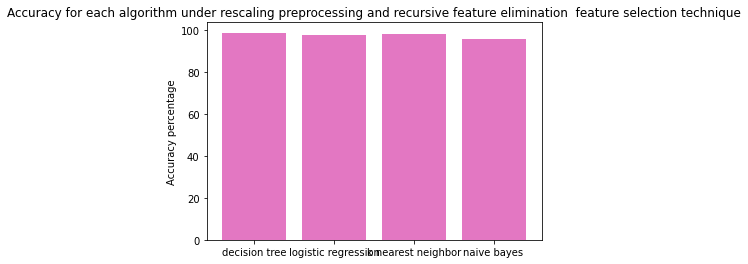 Accuracy for each algorithm under rescaling preprocessing and recursive feature elimination  feature selection technique
100
80
60
40
20
0
Accuracy percentage
decision tree logistic regression k nearest neighbor naive bayes